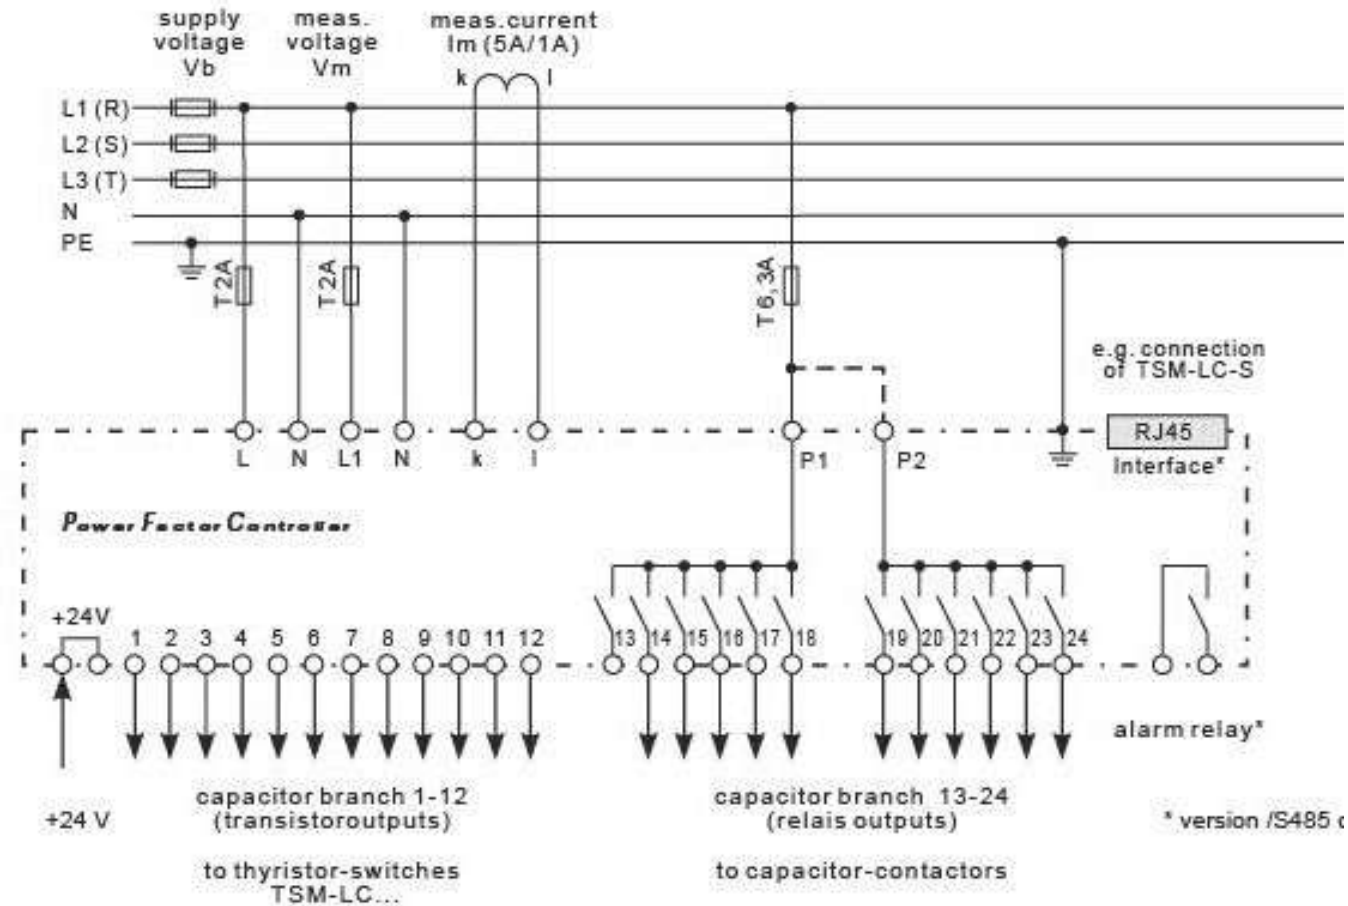 supply
voltage
Vb
meas.
voltage
Vm
meas.current
Im (5A/1A)
k l
L1 (R)
L2 (S)
L3 (T)
N
PE
T2A
T2A
T6,3A
e.g. connection
of TSM-LC-S
RJ45
Interface*
L N L1 N k l P1 P2
Power Factor Controller
+24V
1 2 3 4 5 6 7 8 9 10 11 12 13 14 15 16 17 18 19 20 21 22 23 24
alarm relay*
+24 V
capacitor branch 1-12
(transistoroutputs)
to thyristor-switches
TSM-LC...
capacitor branch 13-24
(relais outputs)
to capacitor-contactors
* version /S485